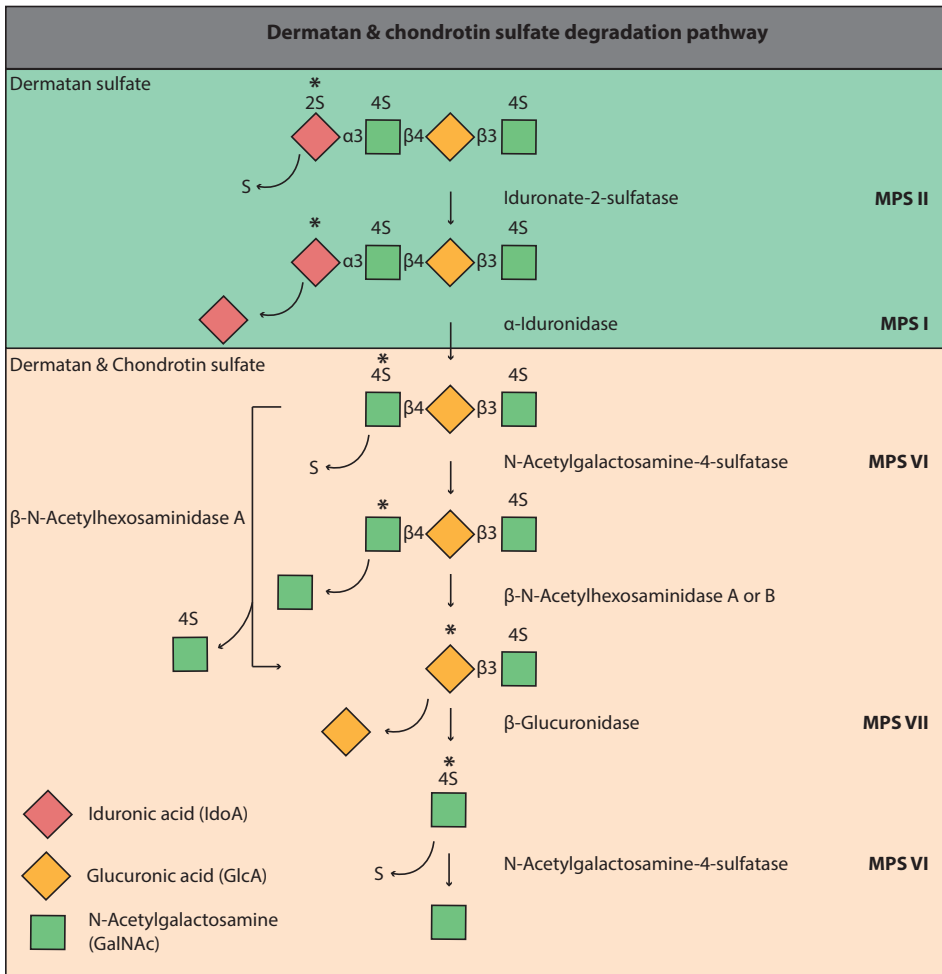 Dermatan & chondrotin sulfate degradation pathway
Dermatan sulfate
*
2S 4S 4S
α3 β4 β3
S
Iduronate-2-sulfatase MPS II
* 4S 4S
α3 β4 β3
α-Iduronidase MPS I
Dermatan & Chondrotin sulfate
*
4S 4S
β4 β3
S
N-Acetylgalactosamine-4-sulfatase MPS VI
* 4S
β-N-Acetylhexosaminidase A
β4 β3
β-N-Acetylhexosaminidase A or B
4S
* 4S
β3
β-Glucuronidase MPS VII
*
4S
Iduronic acid (IdoA)
S
N-Acetylgalactosamine-4-sulfatase MPS VI
Glucuronic acid (GlcA)
N-Acetylgalactosamine
(GalNAc)